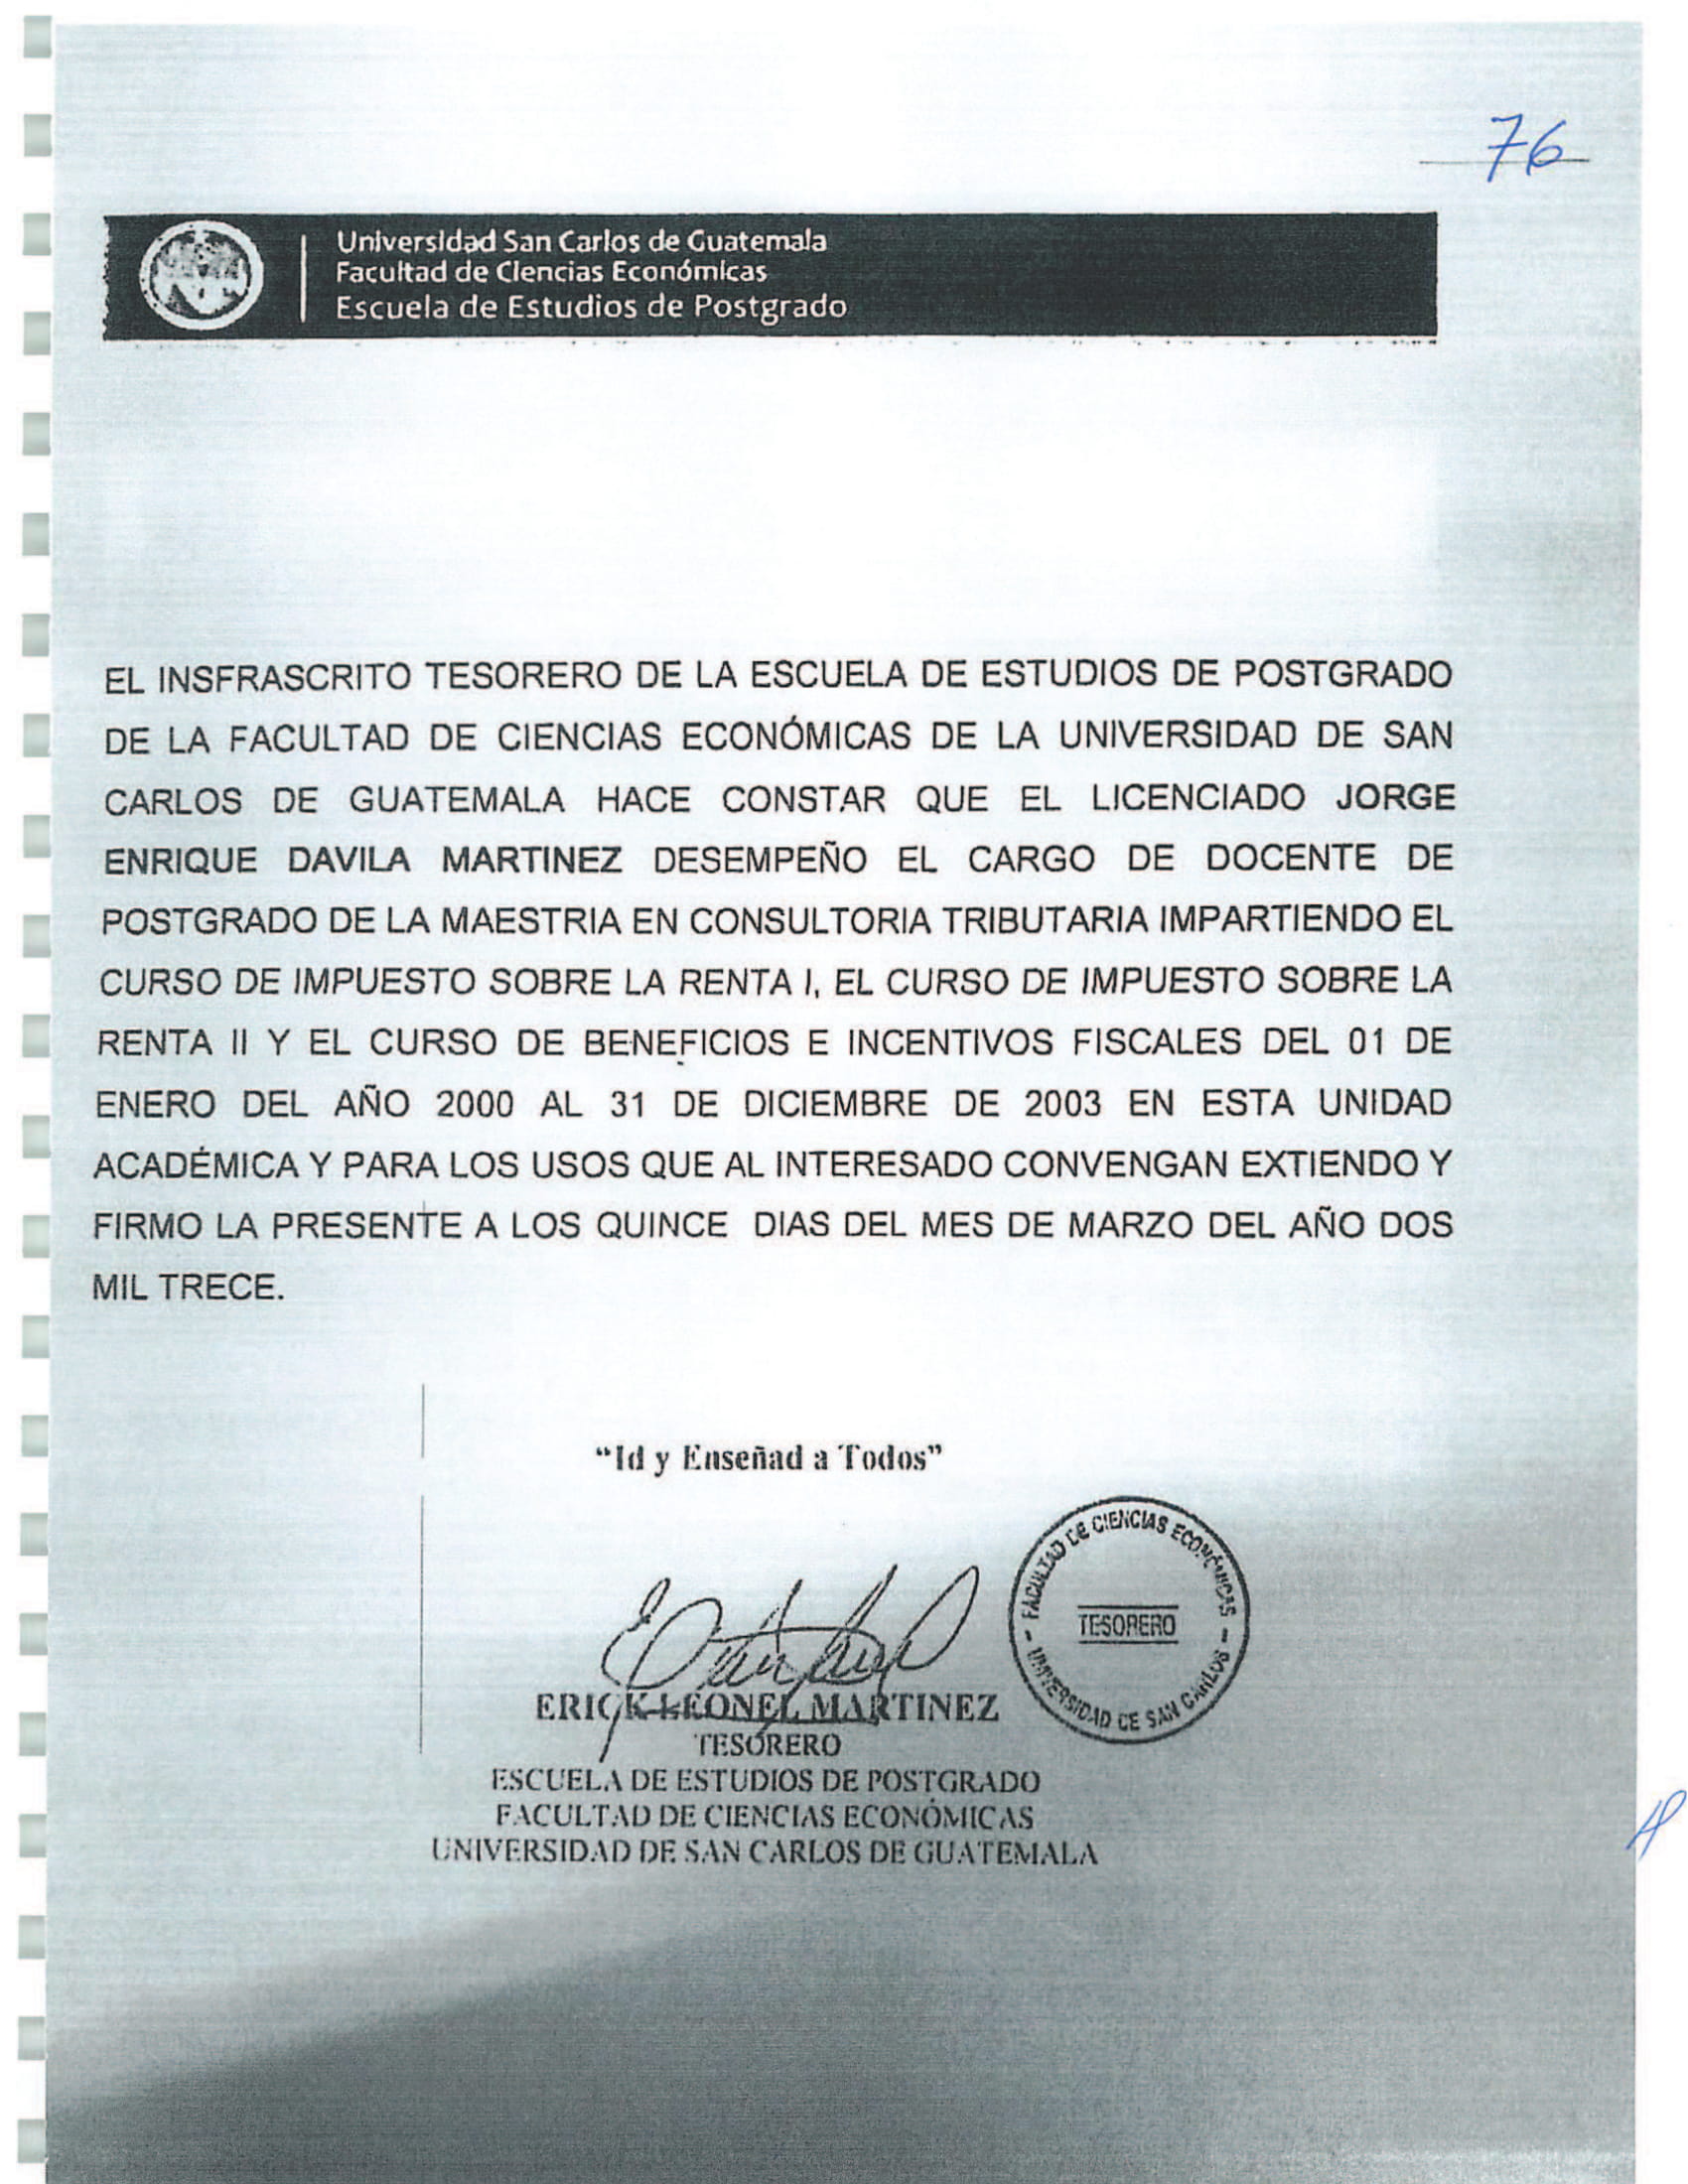 76
Universidad San Carlos de Guatemala
Facultad de Ciencias Económicas
Escuela de Estudios de Postgrado
EL INSFRASCRITO TESORERO DE LA ESCUELA DE ESTUDIOS DE POSTGRADO
DE LA FACULTAD DE CIENCIAS ECONÓMICAS DE LA UNIVERSIDAD DE SAN
CARLOS DE GUATEMALA HACE CONSTAR QUE EL LICENCIADO JORGE
ENRIQUE DAVILA MARTINEZ DESEMPEÑO EL CARGO DE DOCENTE DE
POSTGRADO DE LA MAESTRIA EN CONSULTORIA TRIBUTARIA IMPARTIENDO EL
CURSO DE IMPUESTO SOBRE LA RENTA I, EL CURSO DE IMPUESTO SOBRE LA
RENTA II Y EL CURSO DE BENEFICIOS E INCENTIVOS FISCALES DEL 01 DE
ENERO DEL AÑO 2000 AL 31 DE DICIEMBRE DE 2003 EN ESTA UNIDAD
ACADÉMICA Y PARA LOS USOS QUE AL INTERESADO CONVENGAN EXTIENDO Y
FIRMO LA PRESENTE A LOS QUINCE DIAS DEL MES DE MARZO DEL AÑO DOS
MIL TRECE.
“Id y Enseñad a Todos”
FACULTAD DE CIENCIAS ECONÓMICAS
TESORERO
UNIVERSIDAD DE SAN CARLOS
ERICK LEONEL MARTINEZ
TESORERO
ESCUELA DE ESTUDIOS DE POSTGRADO
FACULTAD DE CIENCIAS ECONÓMICAS
UNIVERSIDAD DE SAN CARLOS DE GUATEMALA